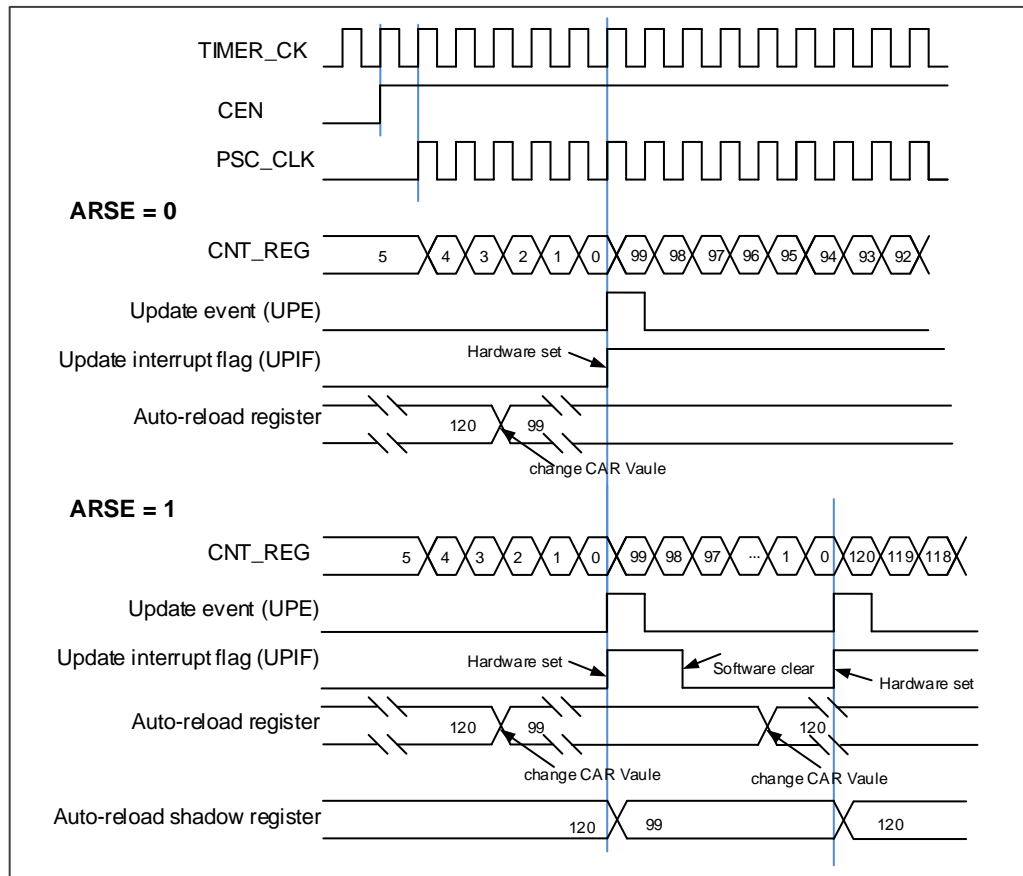 TIMER_CK
CEN
PSC_CLK
ARSE = 0
CNT_REG 5 4 3 2 1 0 99 98 97 96 95 94 93 92
Update event (UPE)
Update interrupt flag (UPIF) Hardware set
Auto-reload register 120 99
change CAR Vaule
ARSE = 1
CNT_REG 5 4 3 2 1 0 99 98 97 ... 1 0 120 119 118
Update event (UPE)
Update interrupt flag (UPIF) Hardware set Software clear Hardware set
Auto-reload register 120 99 120
change CAR Vaule change CAR Vaule
Auto-reload shadow register 120 99 120